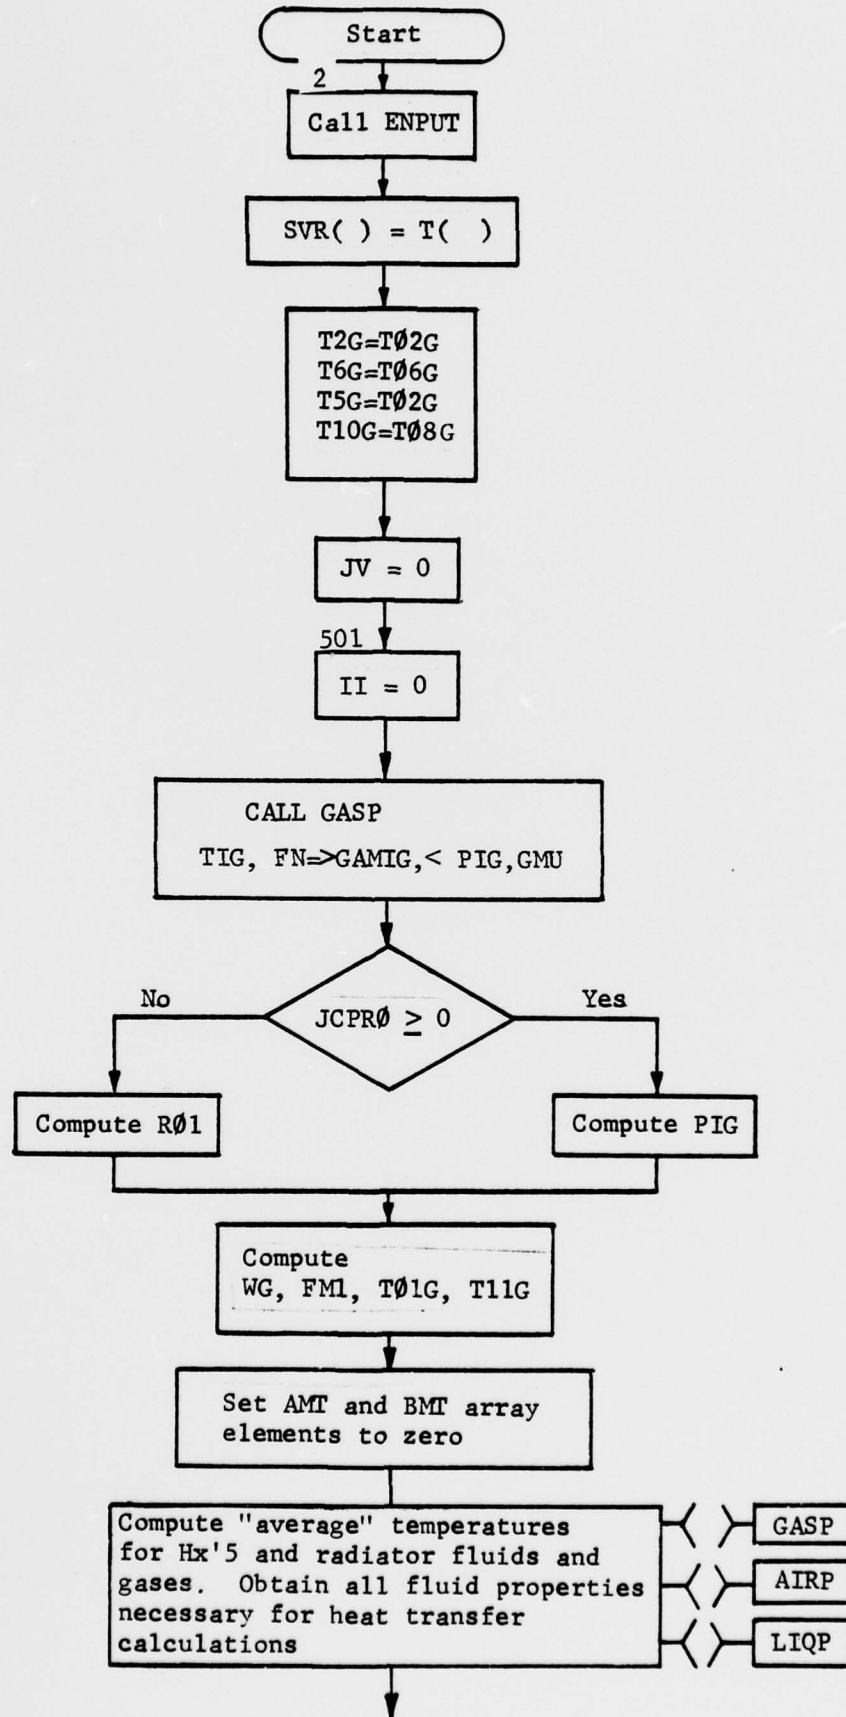 Start
2
Call ENPUT
SVR( ) = T( )
T2G=TØ2G
T6G=TØ6G
T5G=TØ2G
T10G=TØ8G
JV = 0
501
II = 0
CALL GASP
TIG, FN=>GAMIG,< PIG,GMU
JCPRØ ≥ 0
No
Yes
Compute RØ1
Compute PIG
Compute
WG, FM1, TØ1G, T11G
Set AMT and BMT array
elements to zero
Compute "average" temperatures
for Hx'5 and radiator fluids and
gases. Obtain all fluid properties
necessary for heat transfer
calculations
GASP
AIRP
LIQP